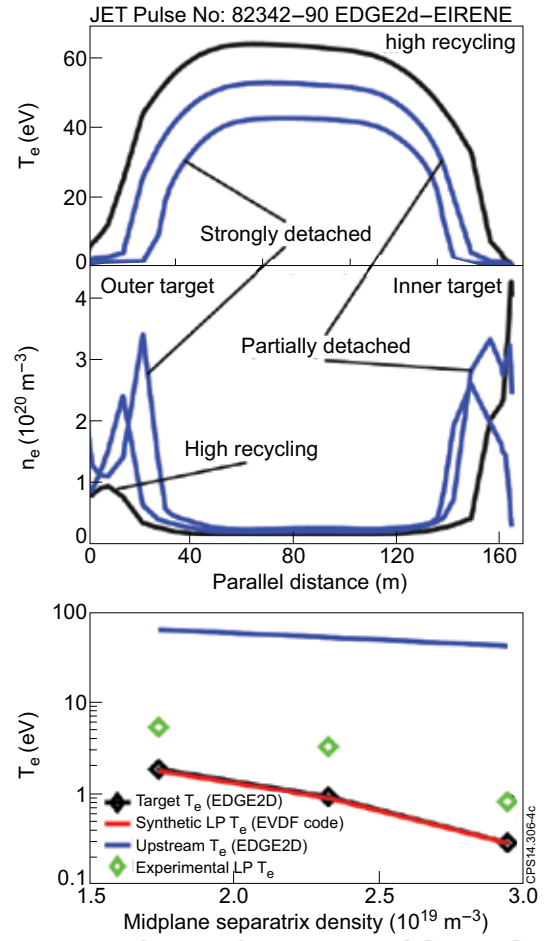 JET Pulse No: 82342–90 EDGE2d–EIRENE
high recycling
60
40
20
0
Te (eV)
Strongly detached
Outer target
Inner target
Partially detached
High recycling
4
3
2
1
0
ne (10^20 m^−3)
0 40 80 120 160
Parallel distance (m)
100
10
1
0.1
Te (eV)
Target Te (EDGE2D)
Synthetic LP Te (EVDF code)
Upstream Te (EDGE2D)
Experimental LP Te
CPS14.306-4c
1.5 2.0 2.5 3.0
Midplane separatrix density (10^19 m^−3)